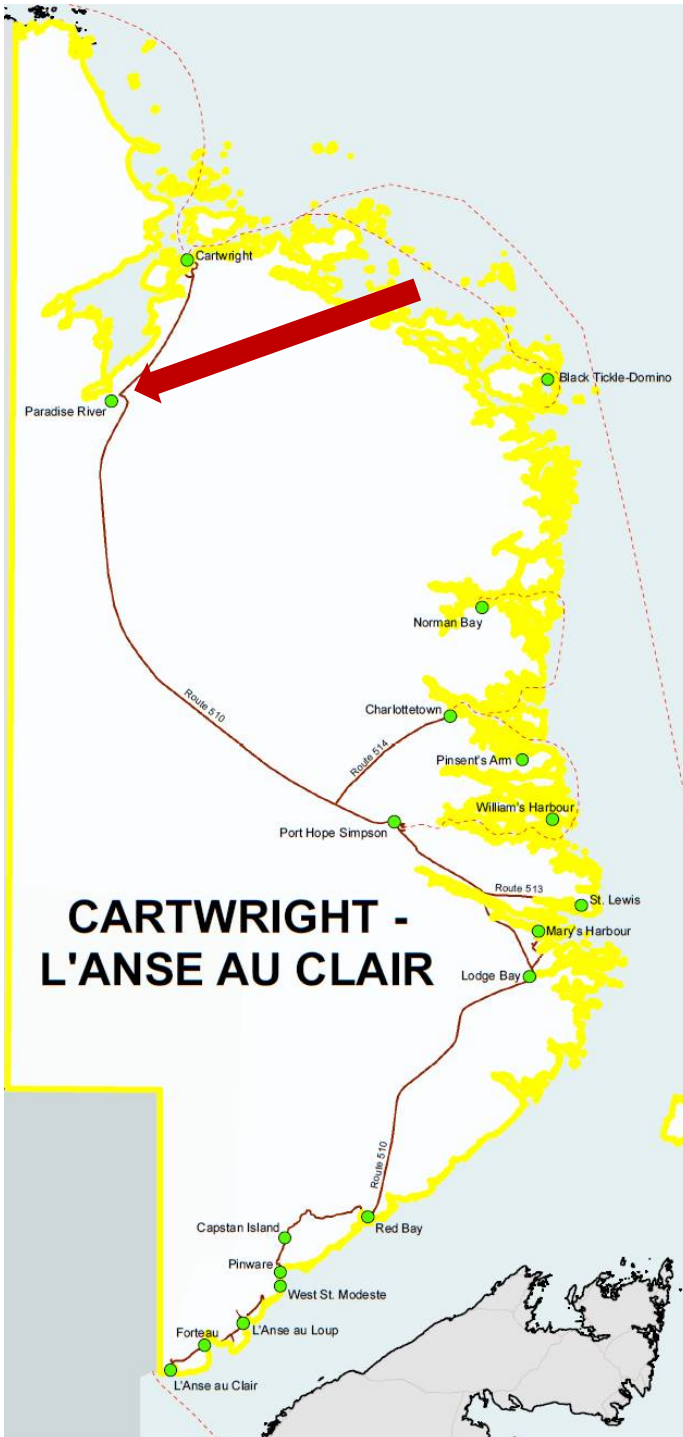 Cartwright
Black Tickle-Domino
Paradise River
Norman Bay
Route 510
Charlottetown
Route 514
Pinsent's Arm
William's Harbour
Port Hope Simpson
Route 513
St. Lewis
CARTWRIGHT -
L'ANSE AU CLAIR
Mary's Harbour
Lodge Bay
Route 510
Capstan Island
Red Bay
Pinware
West St. Modeste
L'Anse au Loup
Forteau
L'Anse au Clair